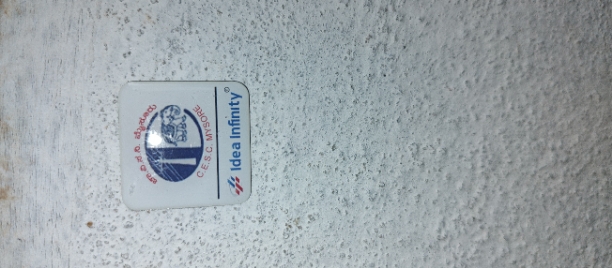 ಚಾ.ವಿ.ಸ.ನಿ. ಮೈಸೂರು
C.E.S.C. MYSORE
Idea Infinity